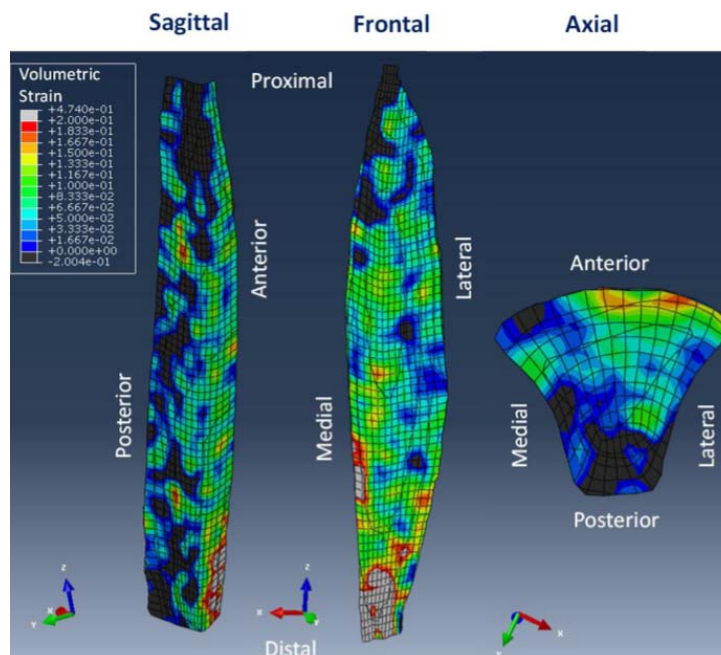 Sagittal
Frontal
Axial
Volumetric
Strain
+4.740e-01
+2.000e-01
+1.833e-01
+1.667e-01
+1.500e-01
+1.333e-01
+1.167e-01
+1.000e-01
+8.333e-02
+6.667e-02
+5.000e-02
+3.333e-02
+1.667e-02
+0.000e+00
-2.004e-01
Proximal
Anterior
Posterior
Medial
Lateral
Distal
Anterior
Medial
Lateral
Posterior
Z
X
Y
Z
X
Y
X